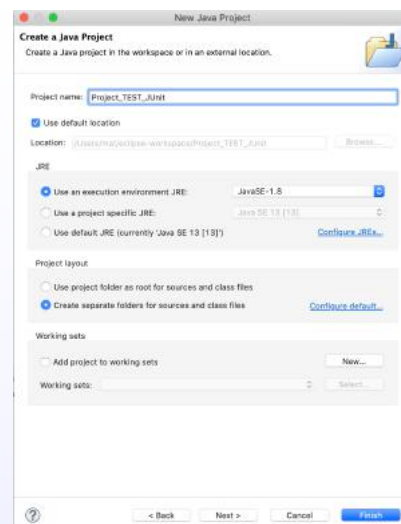 New Java Project
Create a Java Project
Create a Java project in the workspace or in an external location.
Project name: Project_TEST_JUnit
Use default location
Location: Browse...
JRE
Use an execution environment JRE: JavaSE-1.8
Use a project specific JRE: Java SE 13 [13]
Use default JRE (currently 'Java SE 13 [13]') Configure JREs...
Project layout
Use project folder as root for sources and class files
Create separate folders for sources and class files Configure default...
Working sets
Add project to working sets New...
Working sets: Select...
? < Back Next > Cancel Finish